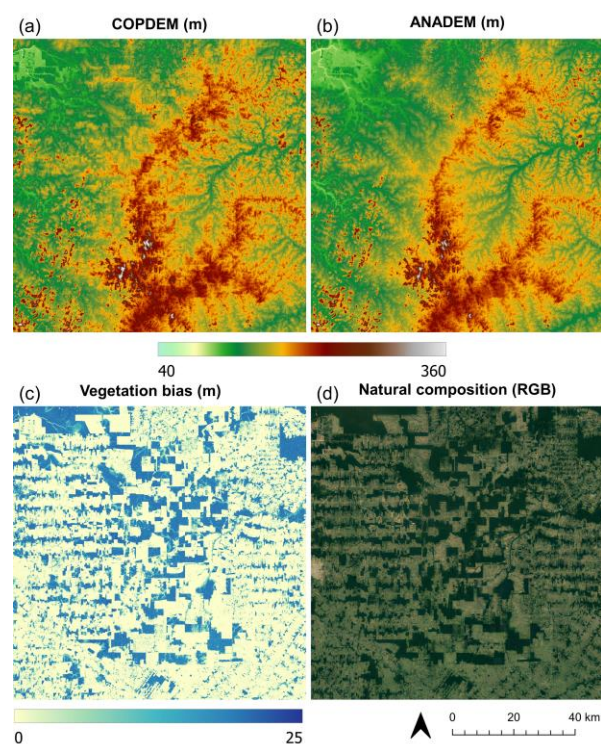 (a) COPDEM (m)
(b) ANADEM (m)
40 360
(c) Vegetation bias (m)
(d) Natural composition (RGB)
0 25
0 20 40 km